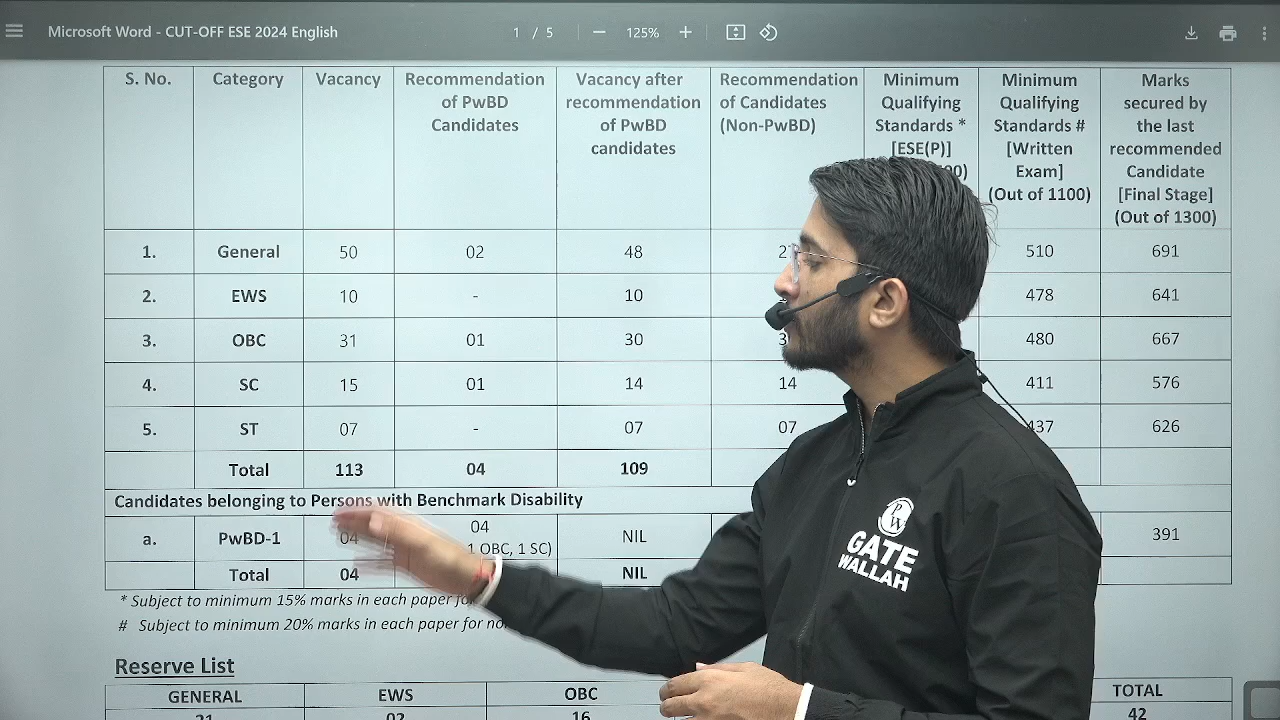 Microsoft Word - CUT-OFF ESE 2024 English
1 / 5
125%
S. No. Category Vacancy Recommendation of PwBD Candidates Vacancy after recommendation of PwBD candidates Recommendation of Candidates (Non-PwBD) Minimum Qualifying Standards * [ESE(P)] Minimum Qualifying Standards # [Written Exam] (Out of 1100) Marks secured by the last recommended Candidate [Final Stage] (Out of 1300)
1. General 50 02 48 510 691
2. EWS 10 - 10 478 641
3. OBC 31 01 30 480 667
4. SC 15 01 14 14 411 576
5. ST 07 - 07 07 437 626
Total 113 04 109
Candidates belonging to Persons with Benchmark Disability
a. PwBD-1 04 04 1 OBC, 1 SC) NIL 391
Total 04 NIL
* Subject to minimum 15% marks in each paper
# Subject to minimum 20% marks in each paper for
Reserve List
GENERAL EWS OBC TOTAL
21 02 16 42
PW
GATE
WALLAH